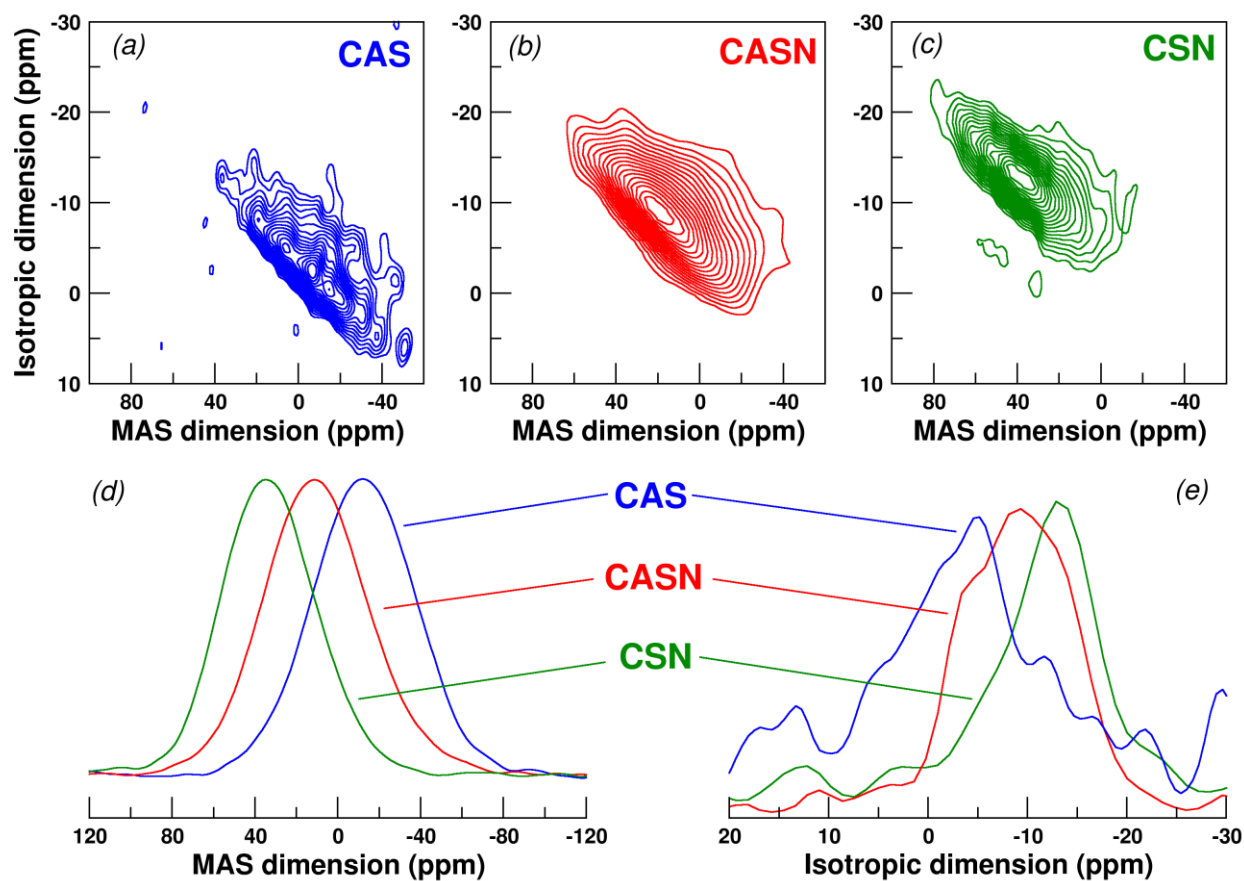 (a) CAS
(b) CASN
(c) CSN
Isotropic dimension (ppm)
-30
-20
-10
0
10
-30
-20
-10
0
10
-30
-20
-10
0
10
80 40 0 -40
80 40 0 -40
80 40 0 -40
MAS dimension (ppm)
MAS dimension (ppm)
MAS dimension (ppm)
(d)
(e)
CAS
CASN
CSN
120 80 40 0 -40 -80 -120
20 10 0 -10 -20 -30
MAS dimension (ppm)
Isotropic dimension (ppm)